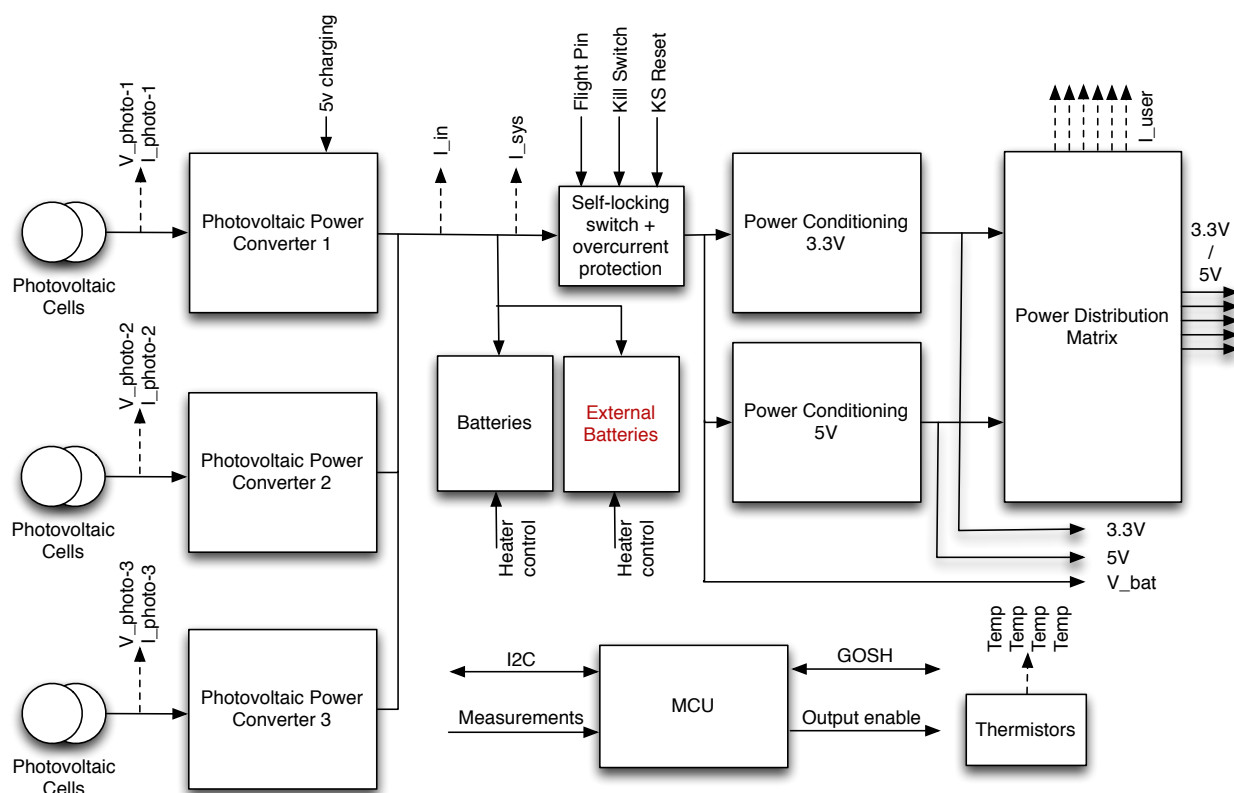 V_photo-1
I_photo-1
5v charging
I_in
I_sys
Flight Pin
Kill Switch
KS Reset
I_user
Photovoltaic Power
Converter 1
Self-locking
switch +
overcurrent
protection
Power Conditioning
3.3V
Power Distribution
Matrix
3.3V
/
5V
Photovoltaic
Cells
V_photo-2
I_photo-2
Photovoltaic Power
Converter 2
Batteries
External
Batteries
Power Conditioning
5V
Photovoltaic
Cells
Heater
control
Heater
control
3.3V
5V
V_bat
V_photo-3
I_photo-3
Photovoltaic Power
Converter 3
Photovoltaic
Cells
I2C
Measurements
MCU
GOSH
Output enable
Temp
Temp
Temp
Temp
Thermistors